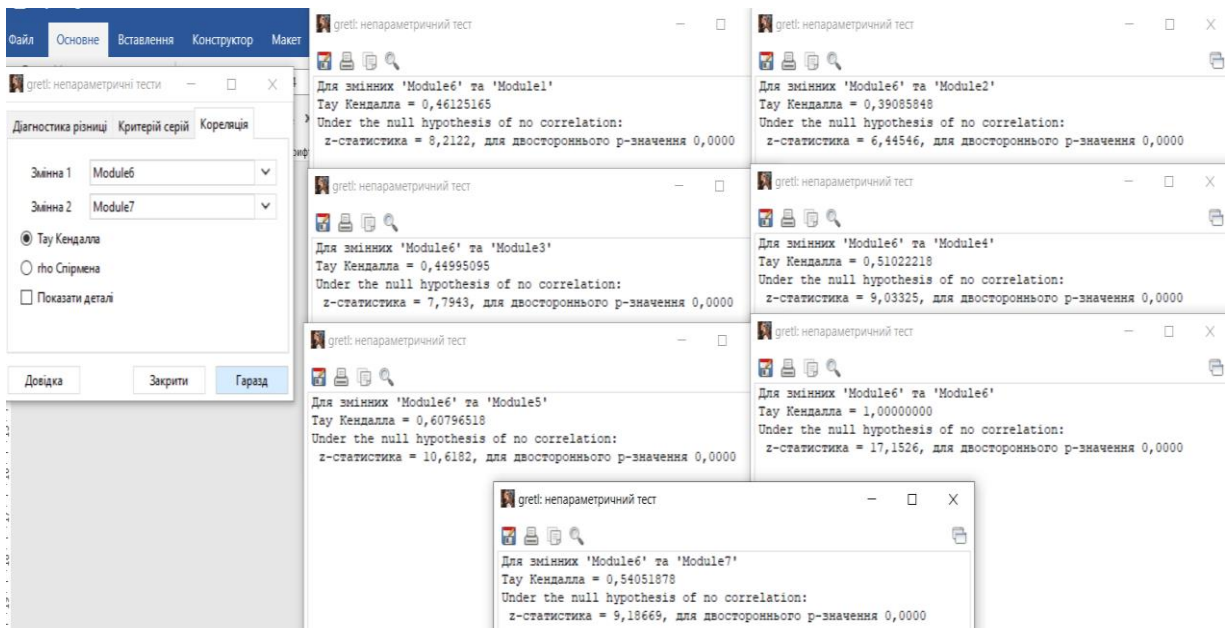 Файл Основне Вставлення Конструктор Макет
gretl: непараметричні тести
Діагностика різниці Критерій серій Кореляція
Змінна 1 Module6
Змінна 2 Module7
Тау Кендалла
rho Спірмена
Показати деталі
Довідка Закрити Гаразд
gretl: непараметричний тест
Для змінних 'Module6' та 'Module1'
Тау Кендалла = 0,46125165
Under the null hypothesis of no correlation:
z-статистика = 8,2122, для двостороннього p-значення 0,0000
gretl: непараметричний тест
Для змінних 'Module6' та 'Module2'
Тау Кендалла = 0,39085848
Under the null hypothesis of no correlation:
z-статистика = 6,44546, для двостороннього p-значення 0,0000
gretl: непараметричний тест
Для змінних 'Module6' та 'Module3'
Тау Кендалла = 0,44995095
Under the null hypothesis of no correlation:
z-статистика = 7,7943, для двостороннього p-значення 0,0000
gretl: непараметричний тест
Для змінних 'Module6' та 'Module4'
Тау Кендалла = 0,51022218
Under the null hypothesis of no correlation:
z-статистика = 9,03325, для двостороннього p-значення 0,0000
gretl: непараметричний тест
Для змінних 'Module6' та 'Module5'
Тау Кендалла = 0,60796518
Under the null hypothesis of no correlation:
z-статистика = 10,6182, для двостороннього p-значення 0,0000
gretl: непараметричний тест
Для змінних 'Module6' та 'Module6'
Тау Кендалла = 1,00000000
Under the null hypothesis of no correlation:
z-статистика = 17,1526, для двостороннього p-значення 0,0000
gretl: непараметричний тест
Для змінних 'Module6' та 'Module7'
Тау Кендалла = 0,54051878
Under the null hypothesis of no correlation:
z-статистика = 9,18669, для двостороннього p-значення 0,0000